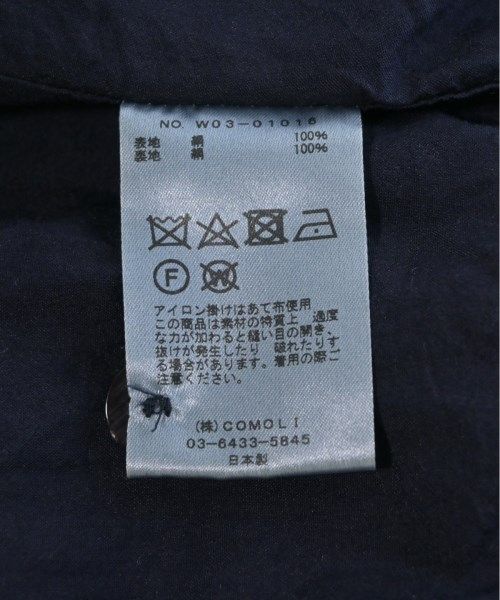 NO. W03-01016
表地 絹 100%
裏地 絹 100%
F W
アイロン掛けはあて布使用
この商品は素材の特質上、過度
な力が加わると縫い目の開き、
抜けが発生したり 破れたりす
る場合があります。着用の際ご
注意ください。
(株) COMOLI
03-6433-5845
日本製